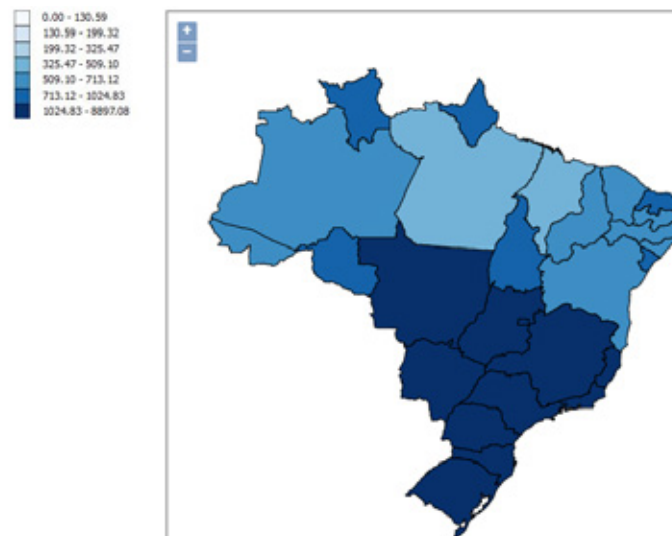 0.00 - 130.59
130.59 - 199.32
199.32 - 325.47
325.47 - 509.10
509.10 - 713.12
713.12 - 1024.83
1024.83 - 8897.08
+
−